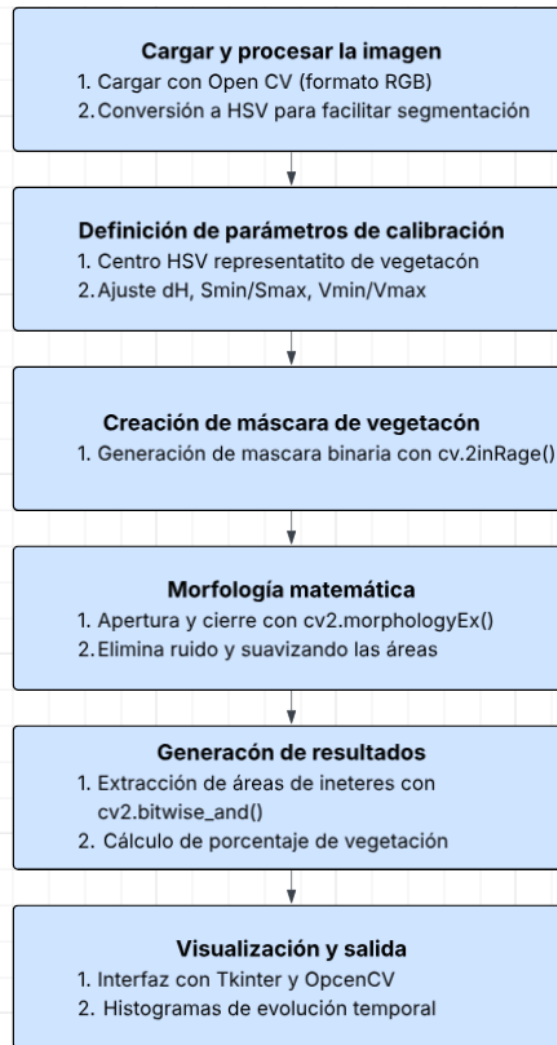 Cargar y procesar la imagen
1. Cargar con Open CV (formato RGB)
2. Conversión a HSV para facilitar segmentación
Definición de parámetros de calibración
1. Centro HSV representatito de vegetacón
2. Ajuste dH, Smin/Smax, Vmin/Vmax
Creación de máscara de vegetacón
1. Generación de mascara binaria con cv.2inRage()
Morfología matemática
1. Apertura y cierre con cv2.morphologyEx()
2. Elimina ruido y suavizando las áreas
Generacón de resultados
1. Extracción de áreas de ineteres con
cv2.bitwise_and()
2. Cálculo de porcentaje de vegetación
Visualización y salida
1. Interfaz con Tkinter y OpcenCV
2. Histogramas de evolución temporal